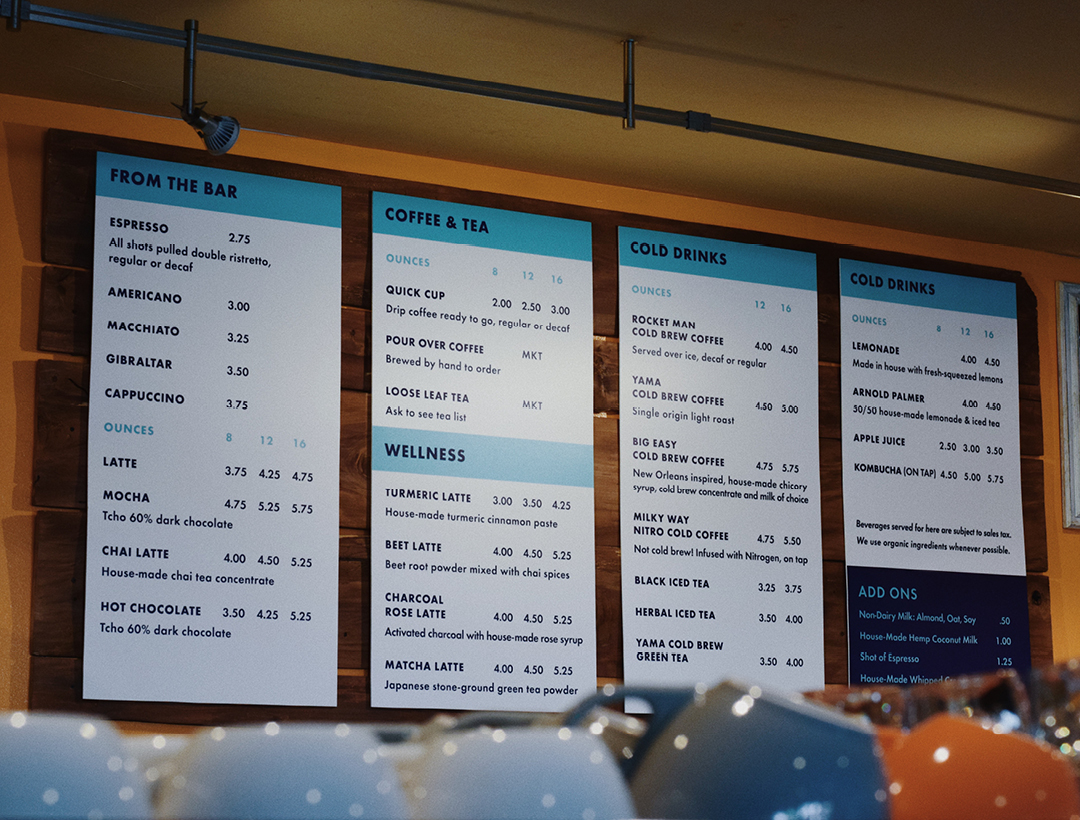 FROM THE BAR
ESPRESSO 2.75
All shots pulled double ristretto,
regular or decaf
AMERICANO 3.00
MACCHIATO 3.25
GIBRALTAR 3.50
CAPPUCCINO 3.75
OUNCES 8 12 16
LATTE 3.75 4.25 4.75
MOCHA 4.75 5.25 5.75
Tcho 60% dark chocolate
CHAI LATTE 4.00 4.50 5.25
House-made chai tea concentrate
HOT CHOCOLATE 3.50 4.25 5.25
Tcho 60% dark chocolate
COFFEE & TEA
OUNCES 8 12 16
QUICK CUP 2.00 2.50 3.00
Drip coffee ready to go, regular or decaf
POUR OVER COFFEE MKT
Brewed by hand to order
LOOSE LEAF TEA MKT
Ask to see tea list
WELLNESS
TURMERIC LATTE 3.00 3.50 4.25
House-made turmeric cinnamon paste
BEET LATTE 4.00 4.50 5.25
Beet root powder mixed with chai spices
CHARCOAL
ROSE LATTE 4.00 4.50 5.25
Activated charcoal with house-made rose syrup
MATCHA LATTE 4.00 4.50 5.25
Japanese stone-ground green tea powder
COLD DRINKS
OUNCES 12 16
ROCKET MAN
COLD BREW COFFEE 4.00 4.50
Served over ice, decaf or regular
YAMA
COLD BREW COFFEE 4.50 5.00
Single origin light roast
BIG EASY
COLD BREW COFFEE 4.75 5.75
New Orleans inspired, house-made chicory
syrup, cold brew concentrate and milk of choice
MILKY WAY
NITRO COLD COFFEE 4.75 5.50
Not cold brew! Infused with Nitrogen, on tap
BLACK ICED TEA 3.25 3.75
HERBAL ICED TEA 3.50 4.00
YAMA COLD BREW
GREEN TEA 3.50 4.00
COLD DRINKS
OUNCES 8 12 16
LEMONADE 4.00 4.50
Made in house with fresh-squeezed lemons
ARNOLD PALMER 4.00 4.50
50/50 house-made lemonade & iced tea
APPLE JUICE 2.50 3.00 3.50
KOMBUCHA (ON TAP) 4.50 5.00 5.75
Beverages served for here are subject to sales tax.
We use organic ingredients whenever possible.
ADD ONS
Non-Dairy Milk: Almond, Oat, Soy .50
House-Made Hemp Coconut Milk 1.00
Shot of Espresso 1.25
House-Made Whipped